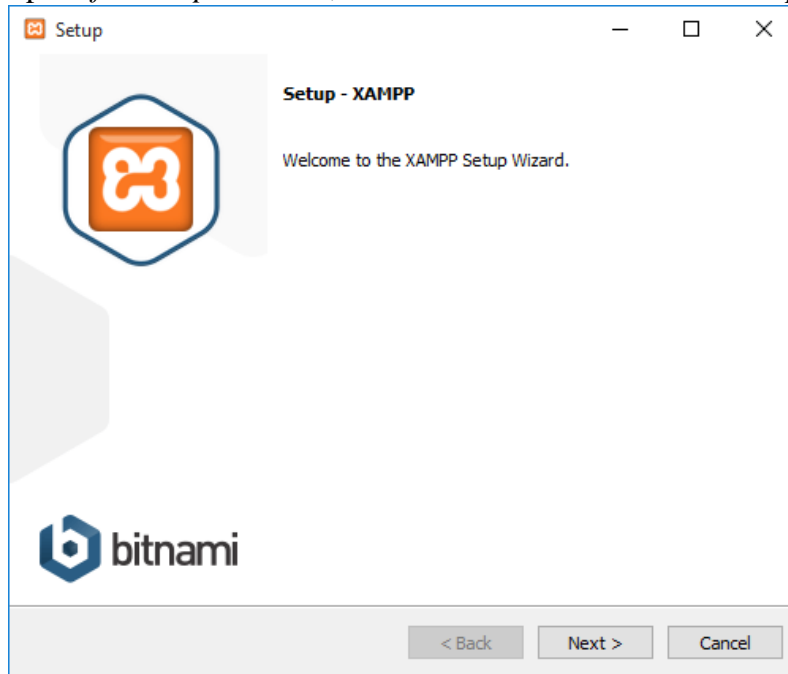 Setup
Setup - XAMPP
Welcome to the XAMPP Setup Wizard.
bitnami
< Back
Next >
Cancel